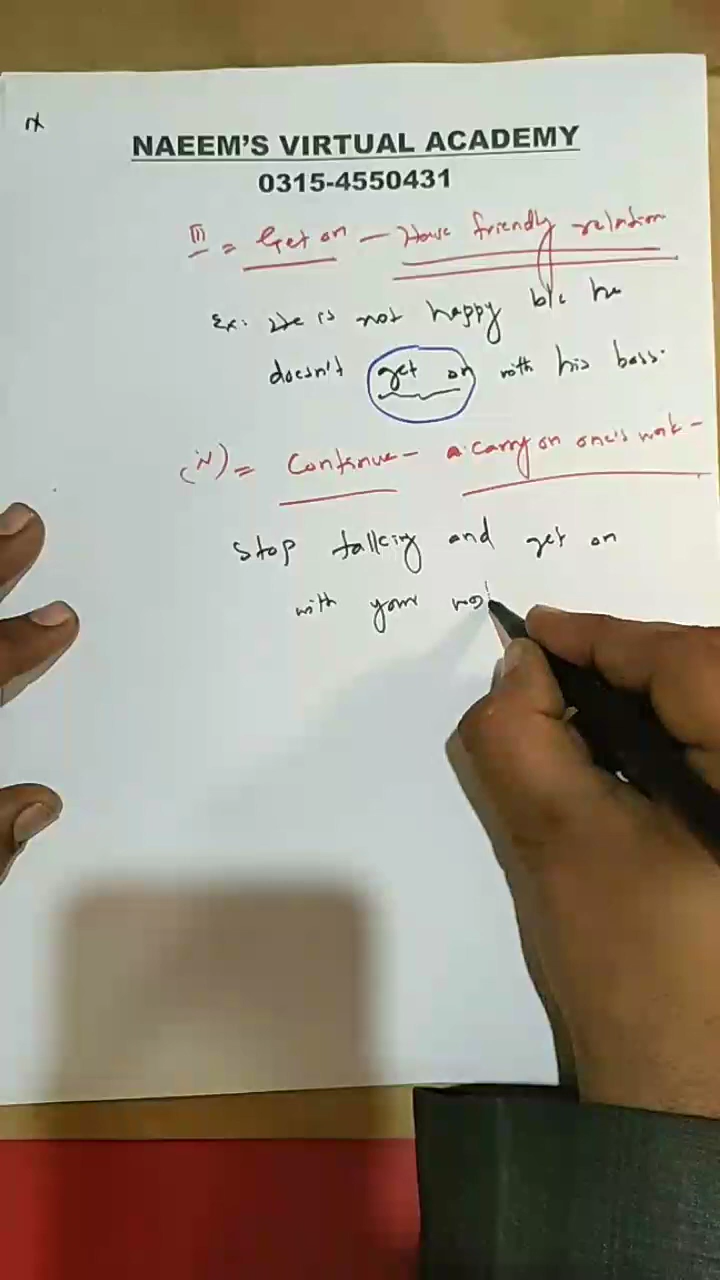 NAEEM'S VIRTUAL ACADEMY
0315-4550431
III = Get on — Have friendly relation
Ex: He is not happy b/c he
doesn't get on with his boss.
(iv) = Continue - a carry on one's work -
Stop talking and get on
with your